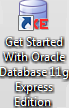 Get Started
With Oracle
Database 11g
Express
Edition